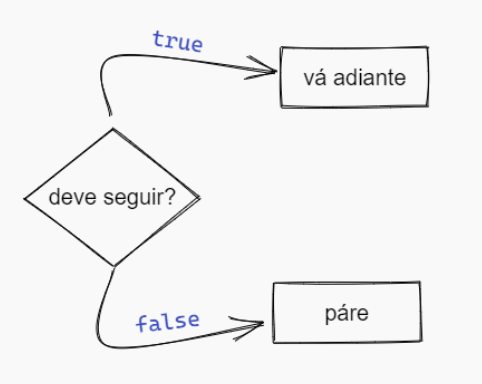 true
vá adiante
deve seguir?
false
páre